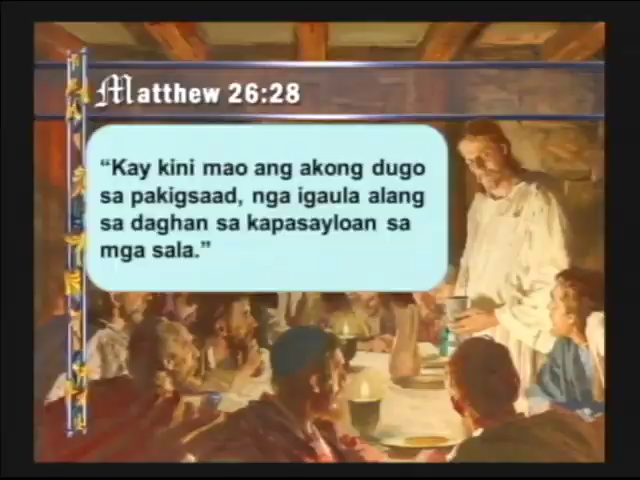 Matthew 26:28
“Kay kini mao ang akong dugo
sa pakigsaad, nga igaula alang
sa daghan sa kapasayloan sa
mga sala.”